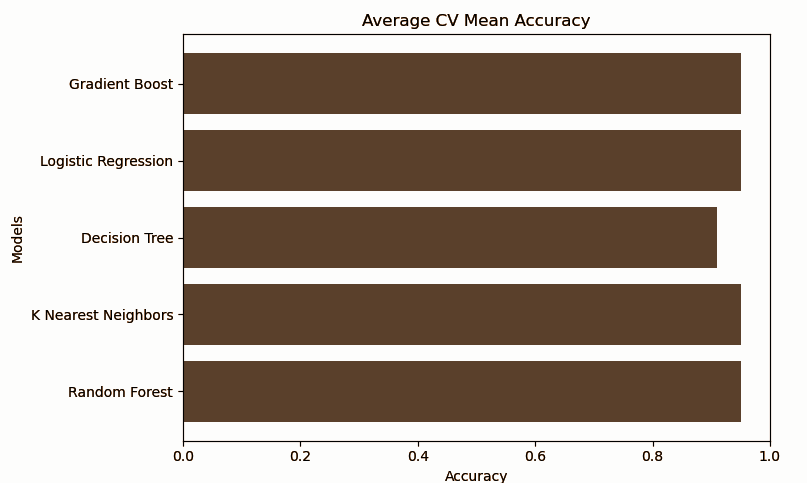 Average CV Mean Accuracy
Gradient Boost
Logistic Regression
Decision Tree
K Nearest Neighbors
Random Forest
Models
0.0 0.2 0.4 0.6 0.8 1.0
Accuracy